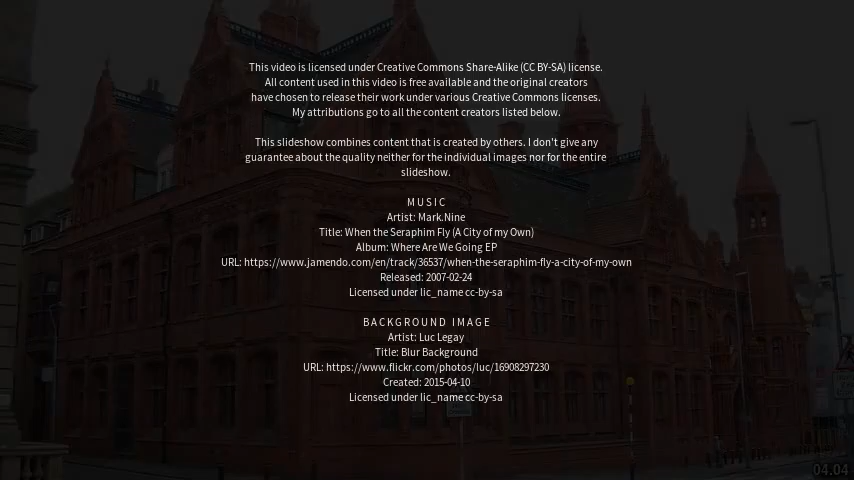 This video is licensed under Creative Commons Share-Alike (CC BY-SA) license.
All content used in this video is free available and the original creators
have chosen to release their work under various Creative Commons licenses.
My attributions go to all the content creators listed below.
This slideshow combines content that is created by others. I don't give any
guarantee about the quality neither for the individual images nor for the entire
slideshow.
MUSIC
Artist: Mark.Nine
Title: When the Seraphim Fly (A City of my Own)
Album: Where Are We Going EP
URL: https://www.jamendo.com/en/track/36537/when-the-seraphim-fly-a-city-of-my-own
Released: 2007-02-24
Licensed under lic_name cc-by-sa
BACKGROUND IMAGE
Artist: Luc Legay
Title: Blur Background
URL: https://www.flickr.com/photos/luc/16908297230
Created: 2015-04-10
Licensed under lic_name cc-by-sa
04.04